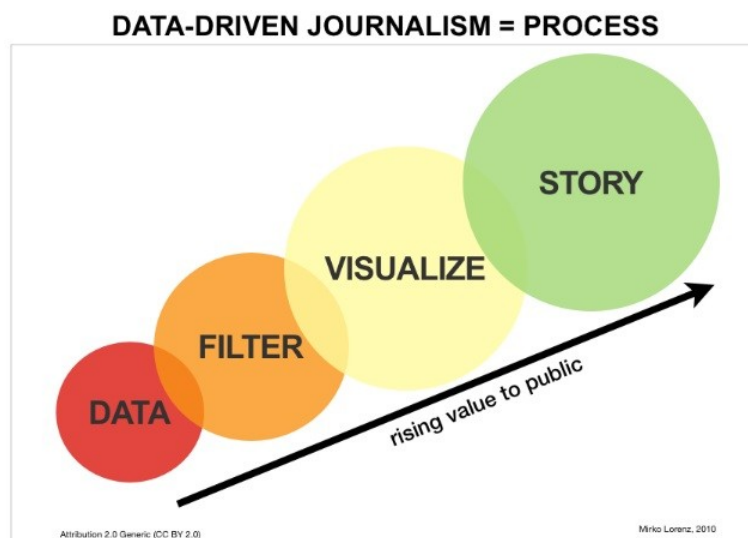 DATA-DRIVEN JOURNALISM = PROCESS
STORY
VISUALIZE
FILTER
DATA
rising value to public
Attribution 2.0 Generic (CC BY 2.0)
Mirko Lorenz, 2010